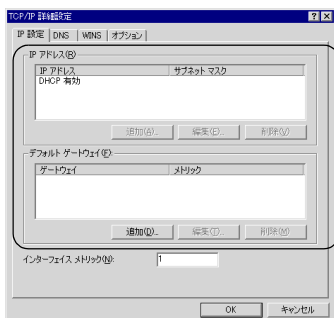 TCP/IP 詳細設定
IP 設定 DNS WINS オプション
IP アドレス(R)
IP アドレス サブネット マスク
DHCP 有効
追加(A)... 編集(E)... 削除(V)
デフォルト ゲートウェイ(F):
ゲートウェイ メトリック
追加(D)... 編集(T)... 削除(M)
インターフェイス メトリック(N): 1
OK キャンセル